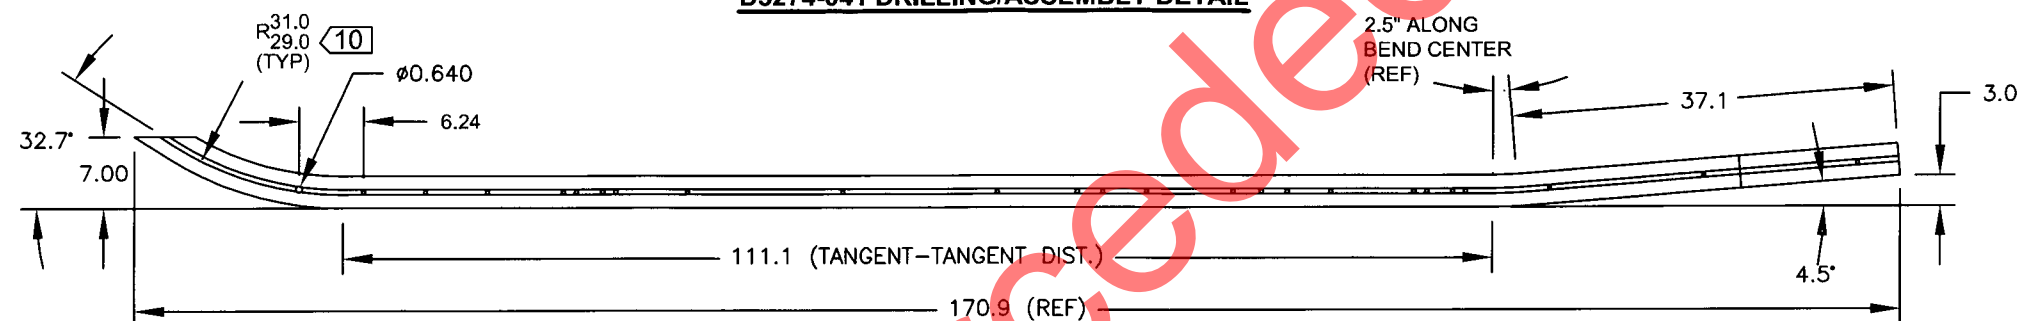 R31.0
29.0
(TYP)
10
Ø0.640
6.24
32.7°
7.00
2.5" ALONG
BEND CENTER
(REF)
37.1
3.0
4.5°
111.1 (TANGENT-TANGENT DIST.)
170.9 (REF)